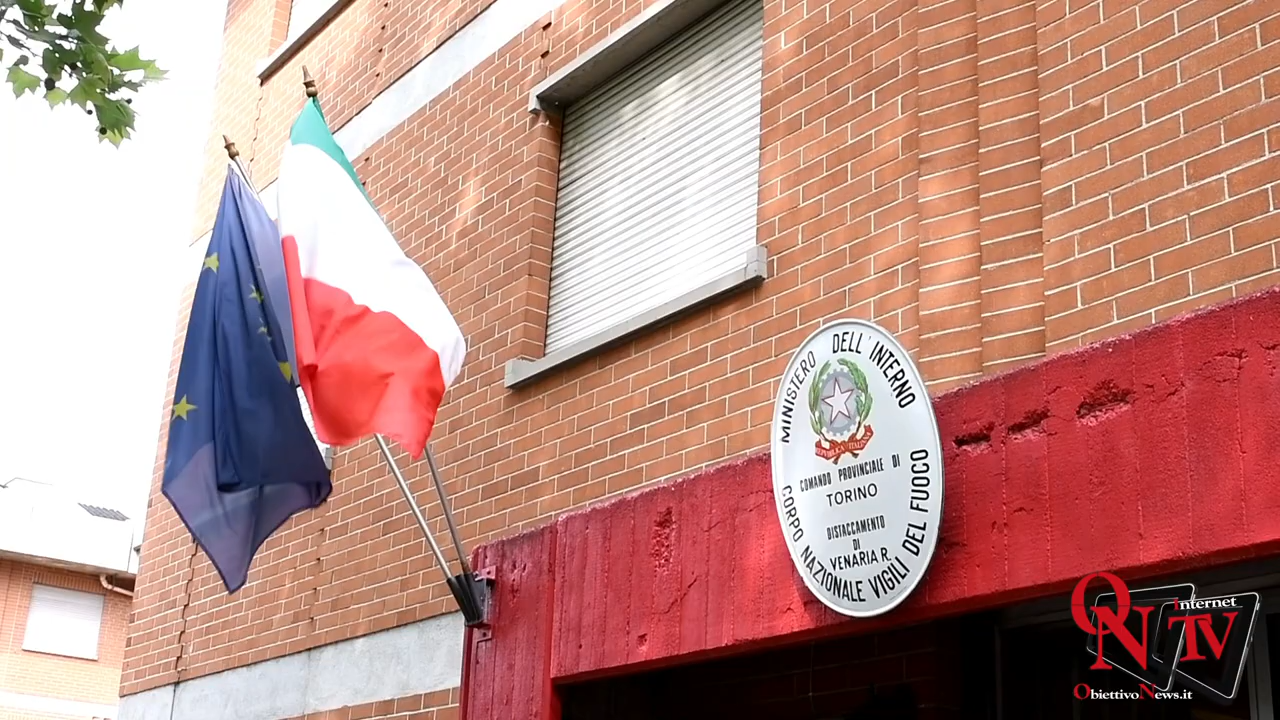 MINISTERO DELL'INTERNO
REPVBBLICA ITALIANA
COMANDO PROVINCIALE DI
TORINO
DISTACCAMENTO
DI
VENARIA R.
CORPO NAZIONALE VIGILI DEL FUOCO
ON Internet
TV
ObiettivoNews.it